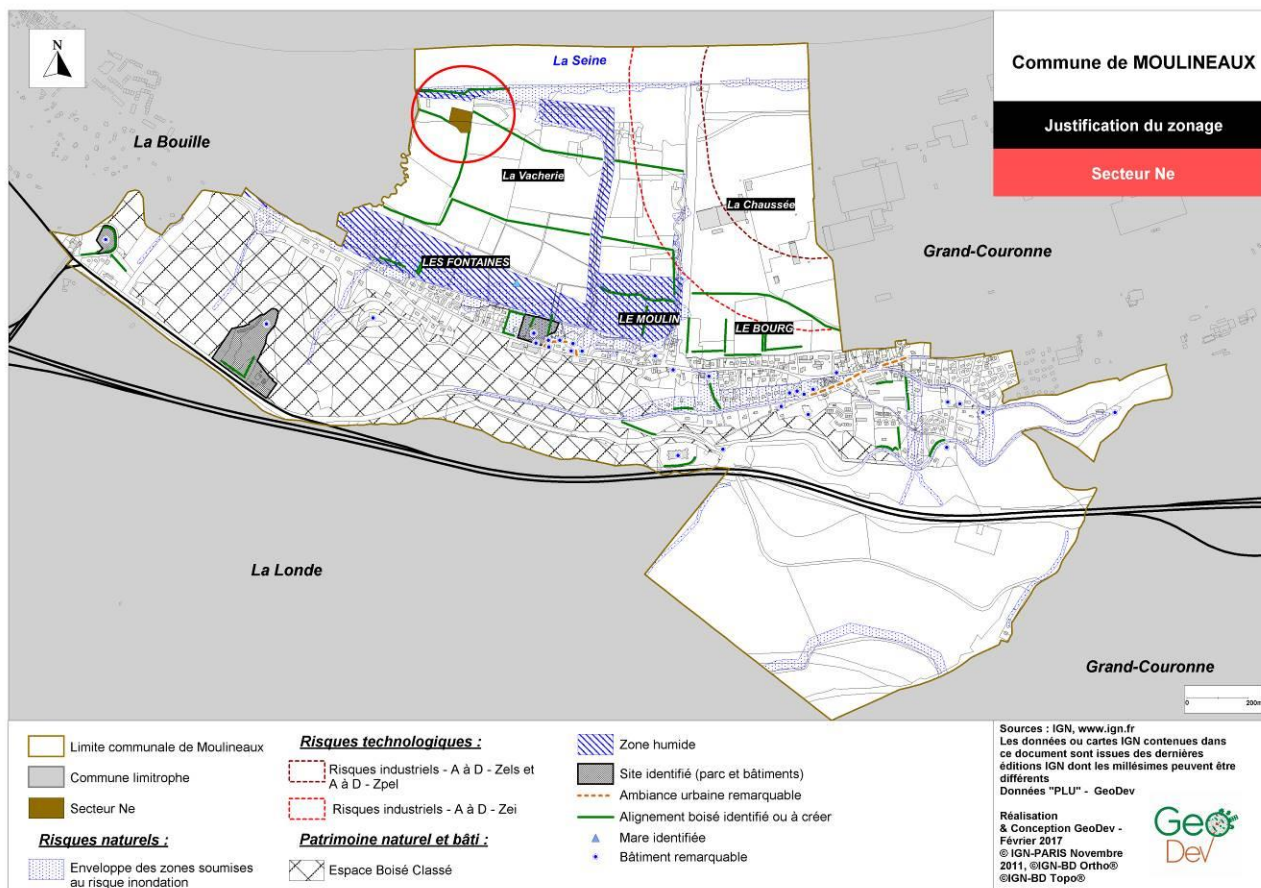 N
La Seine
Commune de MOULINEAUX
Justification du zonage
Secteur Ne
La Bouille
La Vacherie
La Chaussée
Grand-Couronne
LES FONTAINES
LE MOULIN
LE BOURG
La Londe
Grand-Couronne
0 200m
Limite communale de Moulineaux
Commune limitrophe
Secteur Ne
Risques naturels :
Enveloppe des zones soumises
au risque inondation
Risques technologiques :
Risques industriels - A à D - Zels et
A à D - Zpel
Risques industriels - A à D - Zei
Patrimoine naturel et bâti :
Espace Boisé Classé
Zone humide
Site identifié (parc et bâtiments)
Ambiance urbaine remarquable
Alignement boisé identifié ou à créer
Mare identifiée
Bâtiment remarquable
Sources : IGN, www.ign.fr
Les données ou cartes IGN contenues dans
ce document sont issues des dernières
éditions IGN dont les millésimes peuvent être
différents
Données "PLU" - GeoDev
Réalisation
& Conception GeoDev -
Février 2017
© IGN-PARIS Novembre
2011, ©IGN-BD Ortho®
©IGN-BD Topo®
Geo
Dev